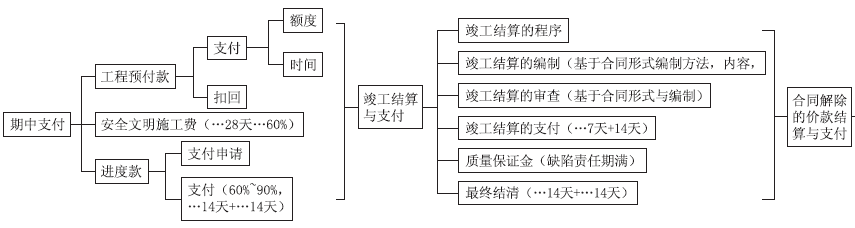 期中支付
工程预付款
支付
额度
时间
扣回
安全文明施工费（…28天…60%）
进度款
支付申请
支付（60%~90%，
…14天+…14天）
竣工结算
与支付
竣工结算的程序
竣工结算的编制（基于合同形式编制方法，内容，
竣工结算的审查（基于合同形式与编制）
竣工结算的支付（…7天+14天）
质量保证金（缺陷责任期满）
最终结清（…14天+…14天）
合同解除
的价款结
算与支付